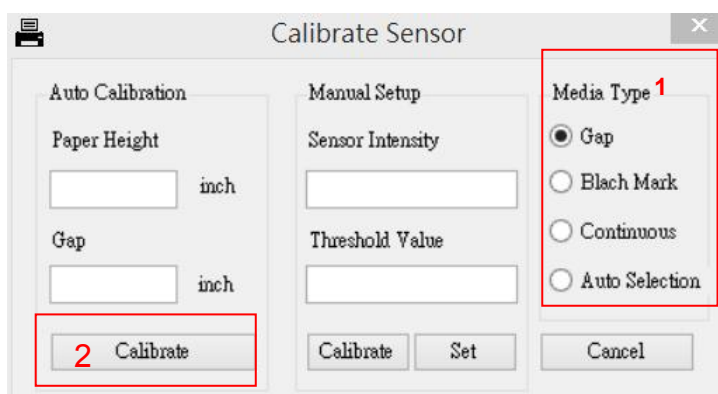 Calibrate Sensor
Auto Calibration
Paper Height
inch
Gap
inch
2 Calibrate
Manual Setup
Sensor Intensity
Threshold Value
Calibrate
Set
Media Type 1
Gap
Blach Mark
Continuous
Auto Selection
Cancel